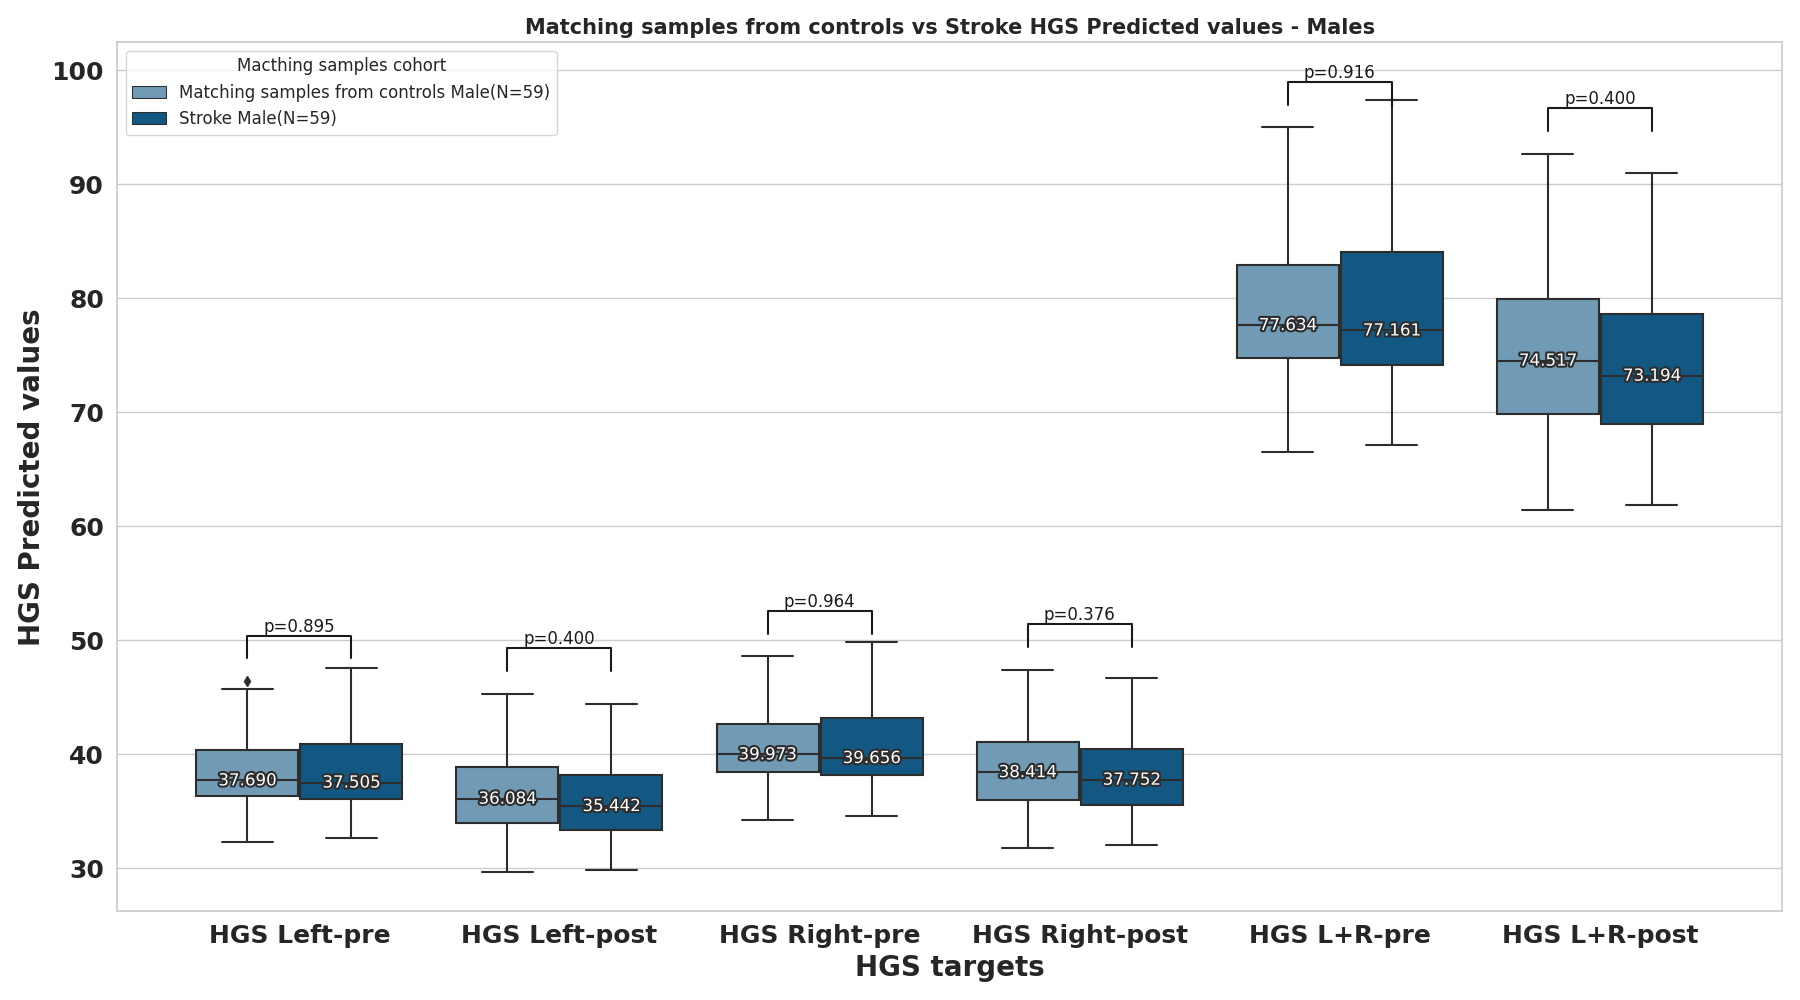 Matching samples from controls vs Stroke HGS Predicted values - Males
Macthing samples cohort
Matching samples from controls Male(N=59)
Stroke Male(N=59)
HGS Predicted values
100
90
80
70
60
50
40
30
p=0.895
p=0.400
p=0.964
p=0.376
p=0.916
p=0.400
37.690
37.505
36.084
35.442
39.973
39.656
38.414
37.752
77.634
77.161
74.517
73.194
HGS Left-pre
HGS Left-post
HGS Right-pre
HGS Right-post
HGS L+R-pre
HGS L+R-post
HGS targets